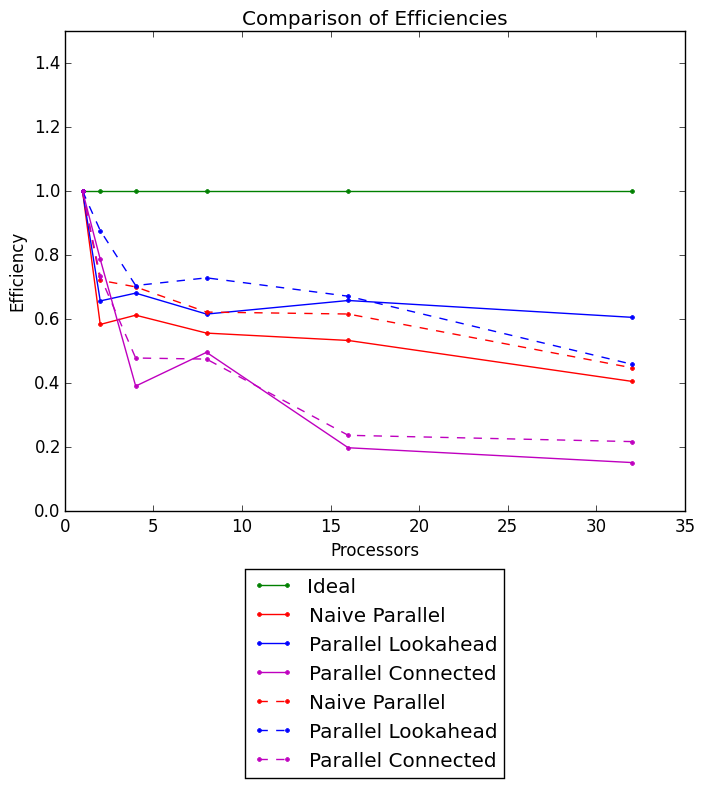 Comparison of Efficiencies
1.4
1.2
1.0
0.8
0.6
0.4
0.2
0.0
Efficiency
0 5 10 15 20 25 30 35
Processors
Ideal
Naive Parallel
Parallel Lookahead
Parallel Connected
Naive Parallel
Parallel Lookahead
Parallel Connected